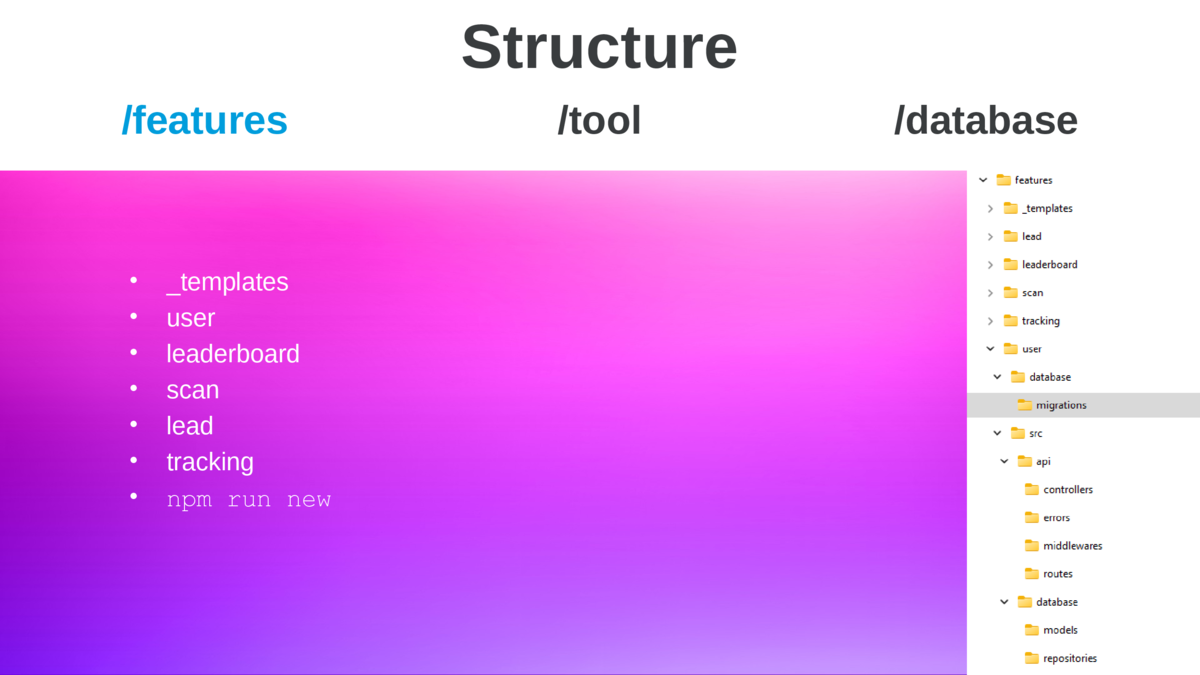 Structure
/features
/tool
/database
• _templates
• user
• leaderboard
• scan
• lead
• tracking
• npm run new
features
_templates
lead
leaderboard
scan
tracking
user
database
migrations
src
api
controllers
errors
middlewares
routes
database
models
repositories